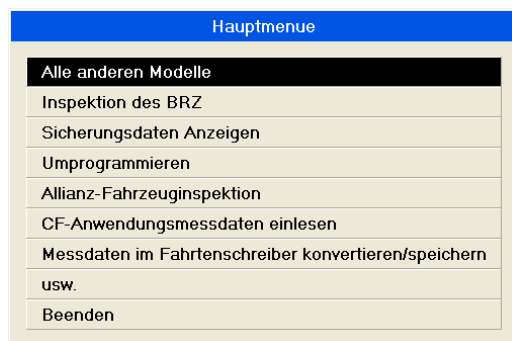 Hauptmenue
Alle anderen Modelle
Inspektion des BRZ
Sicherungsdaten Anzeigen
Umprogrammieren
Allianz-Fahrzeuginspektion
CF-Anwendungsmessdaten einlesen
Messdaten im Fahrtenschreiber konvertieren/speichern
usw.
Beenden